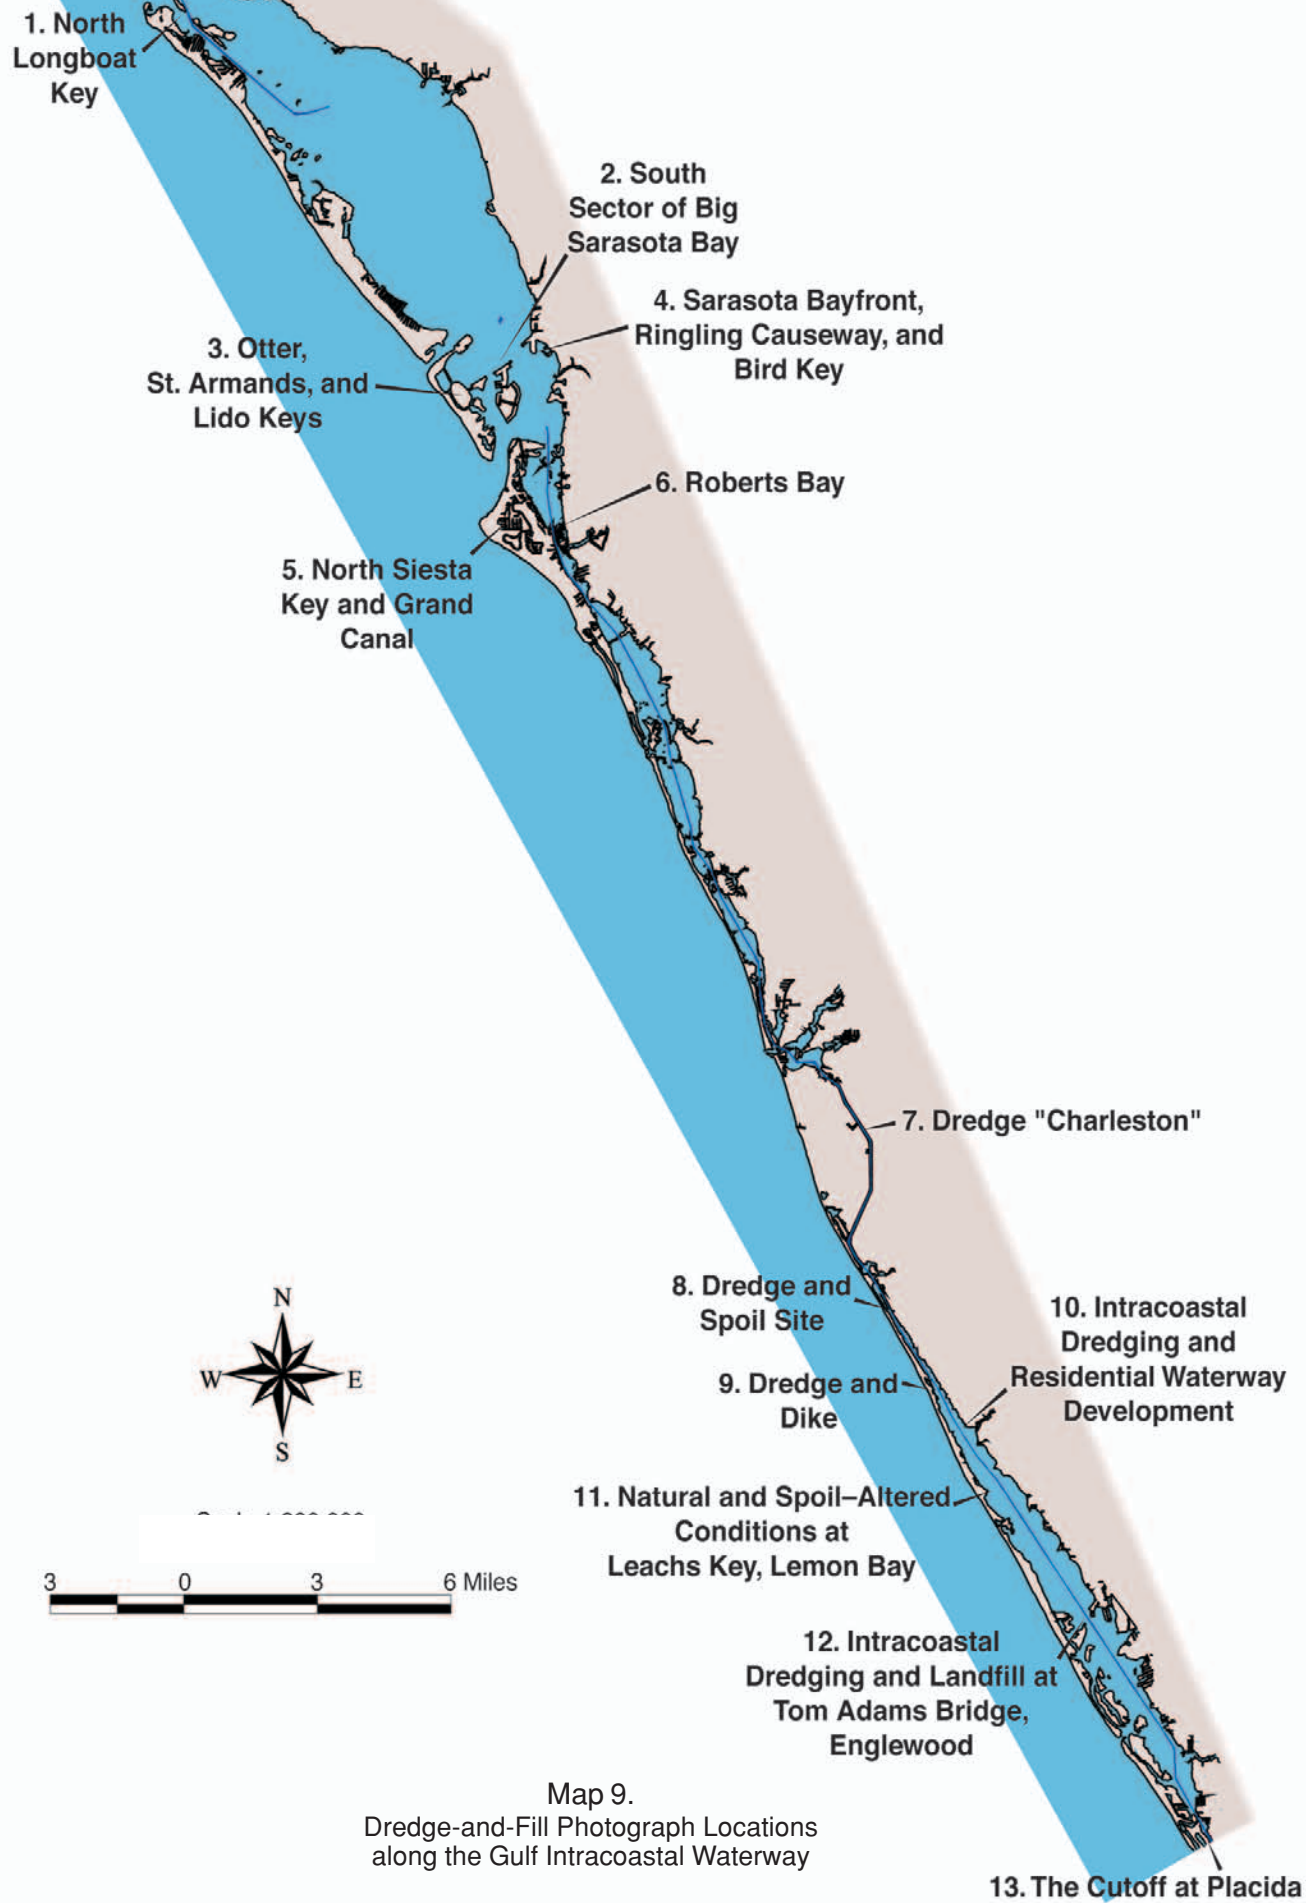 1. North
Longboat
Key
2. South
Sector of Big
Sarasota Bay
4. Sarasota Bayfront,
Ringling Causeway, and
Bird Key
3. Otter,
St. Armands, and
Lido Keys
6. Roberts Bay
5. North Siesta
Key and Grand
Canal
7. Dredge "Charleston"
8. Dredge and
Spoil Site
10. Intracoastal
Dredging and
Residential Waterway
Development
9. Dredge and
Dike
11. Natural and Spoil–Altered
Conditions at
Leachs Key, Lemon Bay
12. Intracoastal
Dredging and Landfill at
Tom Adams Bridge,
Englewood
13. The Cutoff at Placida
N
W E
S
3 0 3 6 Miles
Map 9.
Dredge-and-Fill Photograph Locations
along the Gulf Intracoastal Waterway